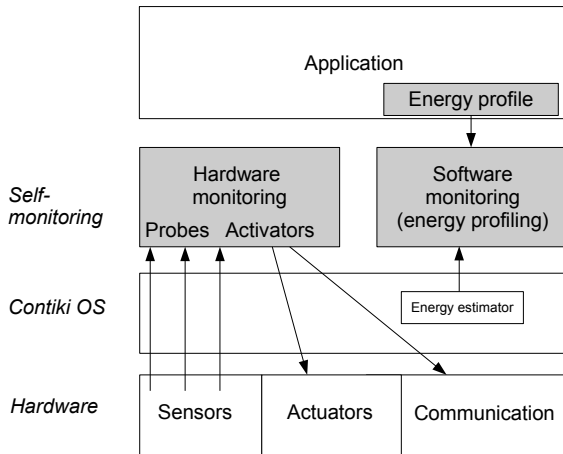 Application
Energy profile
Self-
monitoring
Hardware
monitoring
Probes Activators
Software
monitoring
(energy profiling)
Contiki OS
Energy estimator
Hardware
Sensors
Actuators
Communication